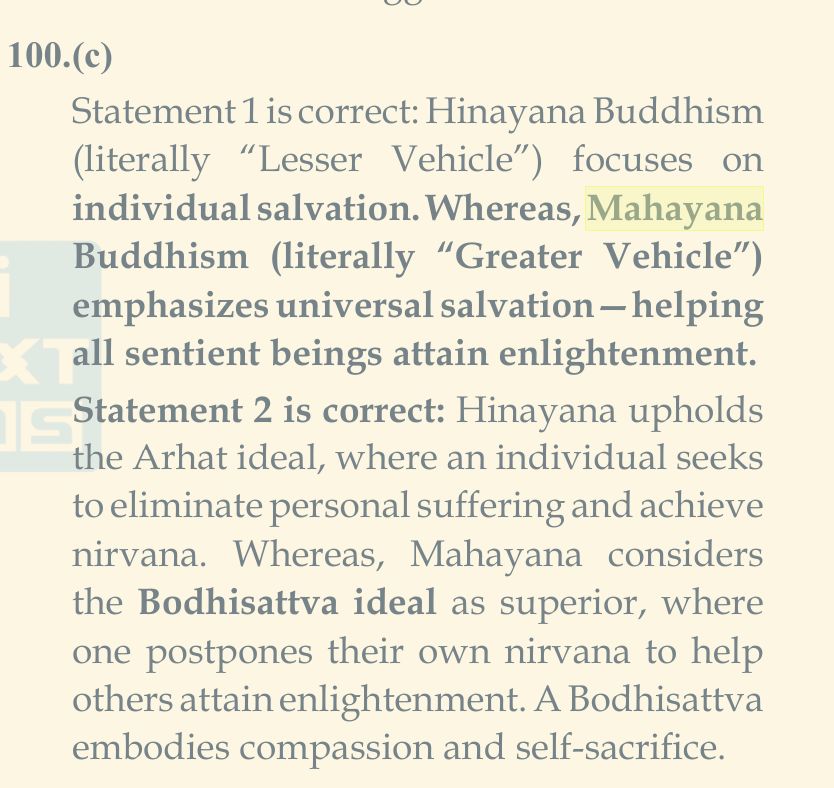 100.(c)
Statement 1 is correct: Hinayana Buddhism
(literally “Lesser Vehicle”) focuses on
individual salvation. Whereas, Mahayana
Buddhism (literally “Greater Vehicle”)
emphasizes universal salvation—helping
all sentient beings attain enlightenment.
Statement 2 is correct: Hinayana upholds
the Arhat ideal, where an individual seeks
to eliminate personal suffering and achieve
nirvana. Whereas, Mahayana considers
the Bodhisattva ideal as superior, where
one postpones their own nirvana to help
others attain enlightenment. A Bodhisattva
embodies compassion and self-sacrifice.